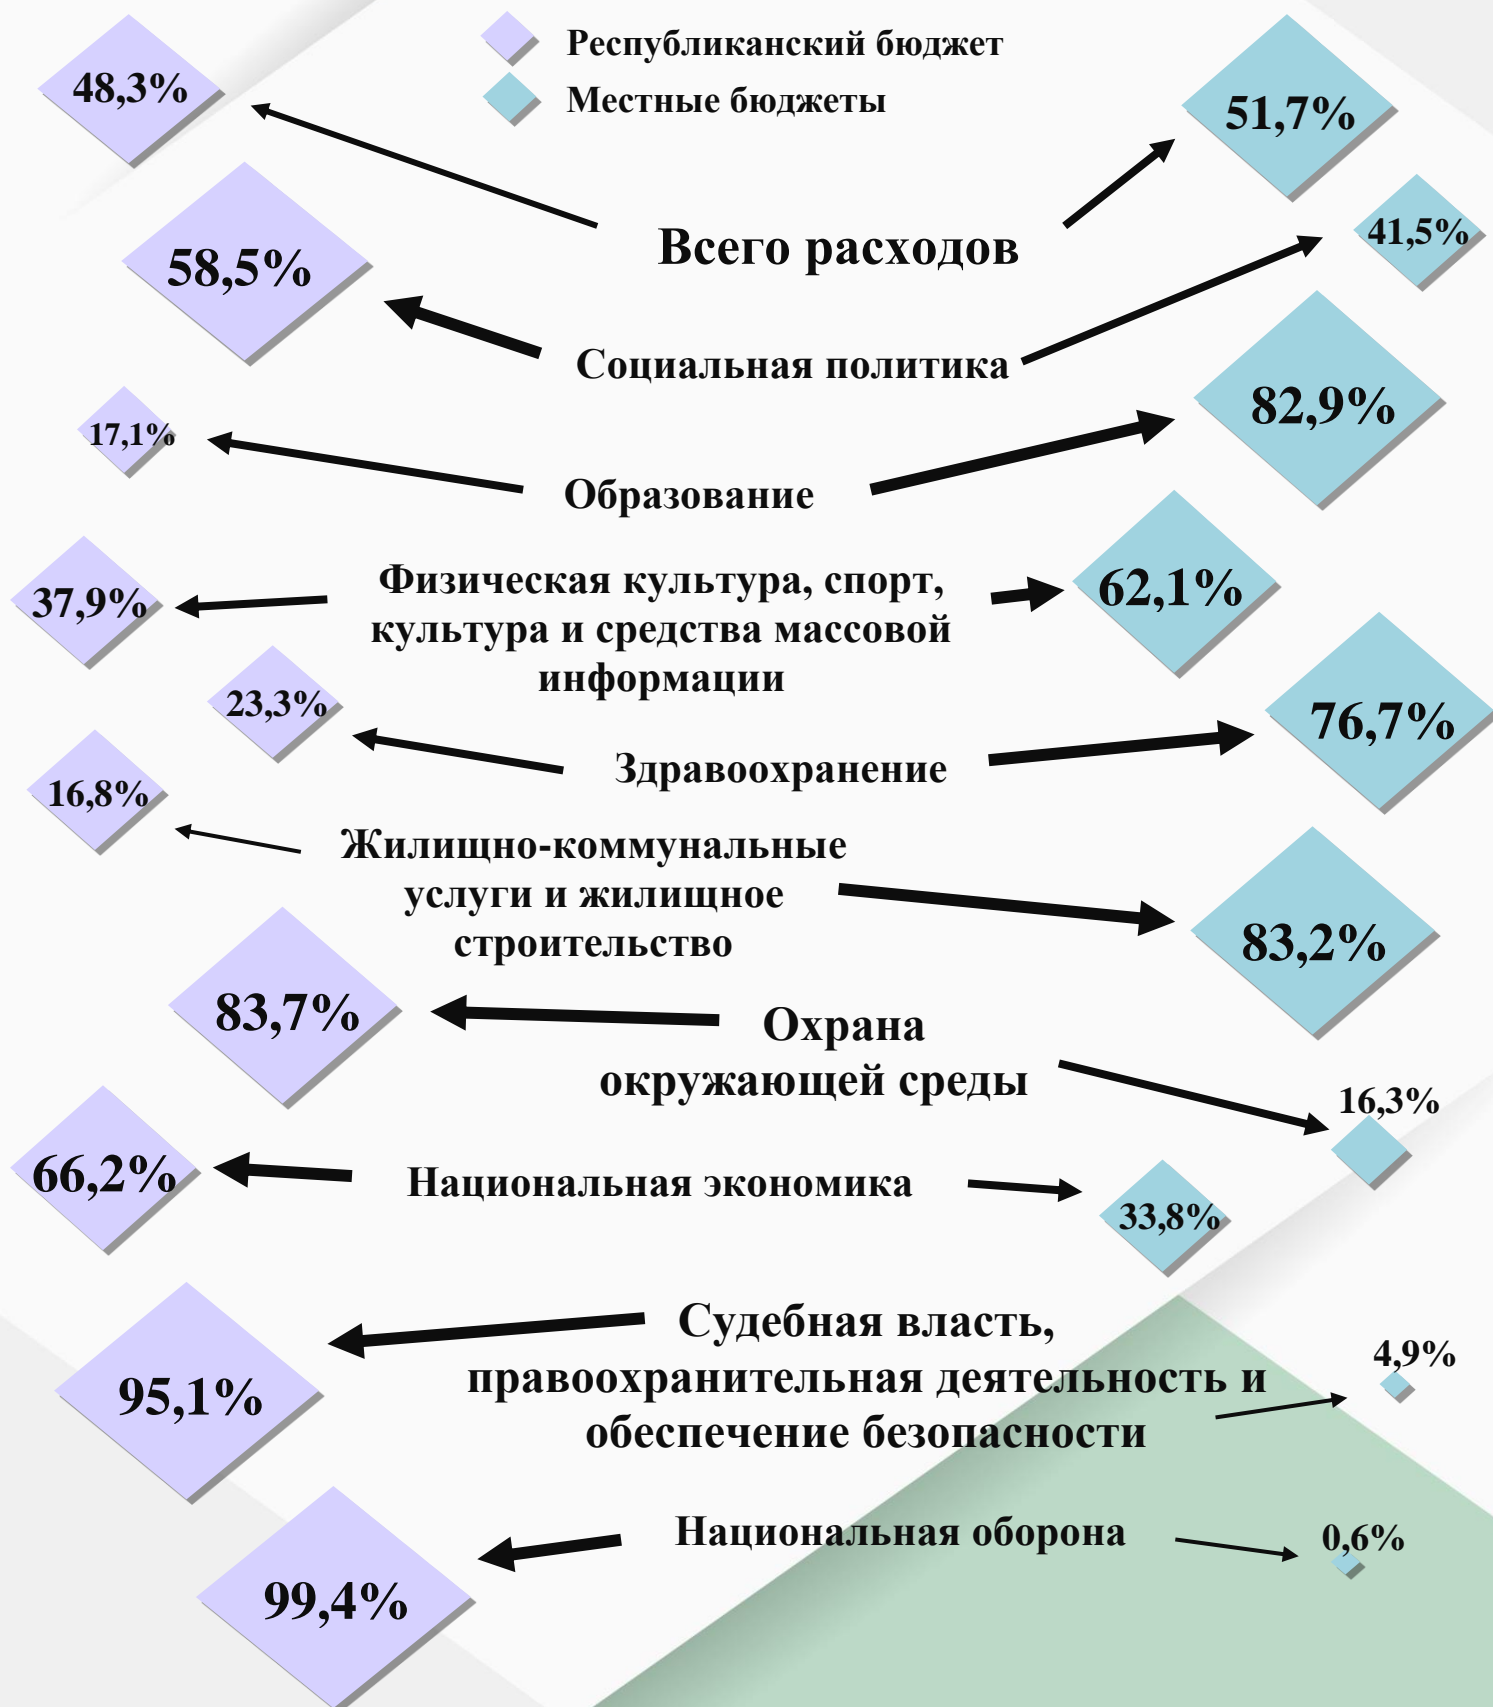 Республиканский бюджет
Местные бюджеты
48,3%
51,7%
Всего расходов
58,5%
41,5%
Социальная политика
17,1%
82,9%
Образование
37,9%
Физическая культура, спорт,
культура и средства массовой
информации
62,1%
23,3%
76,7%
Здравоохранение
16,8%
Жилищно-коммунальные
услуги и жилищное
строительство
83,2%
83,7%
Охрана
окружающей среды
16,3%
66,2%
Национальная экономика
33,8%
Судебная власть,
правоохранительная деятельность и
обеспечение безопасности
95,1%
4,9%
Национальная оборона
0,6%
99,4%